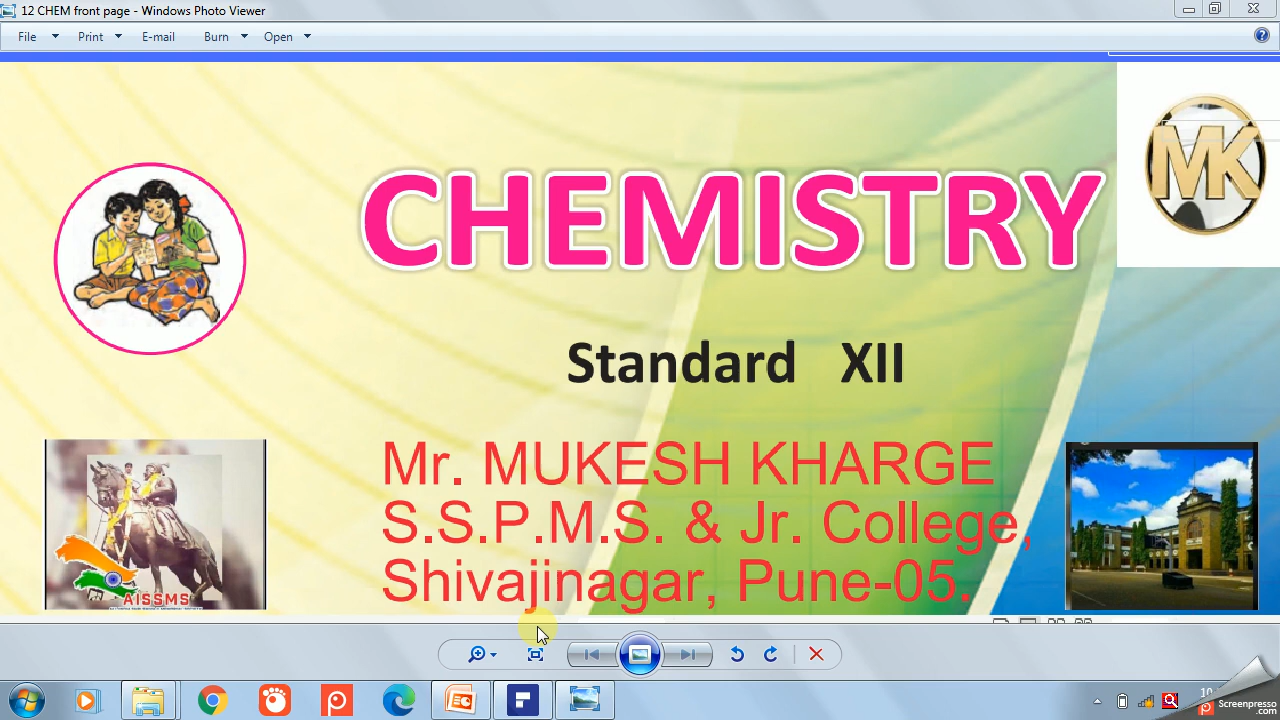 12 CHEM front page - Windows Photo Viewer
File Print E-mail Burn Open
MK
CHEMISTRY
Standard XII
Mr. MUKESH KHARGE
S.S.P.M.S. & Jr. College,
Shivajinagar, Pune-05.
AISSMS
Screenpresso
.com